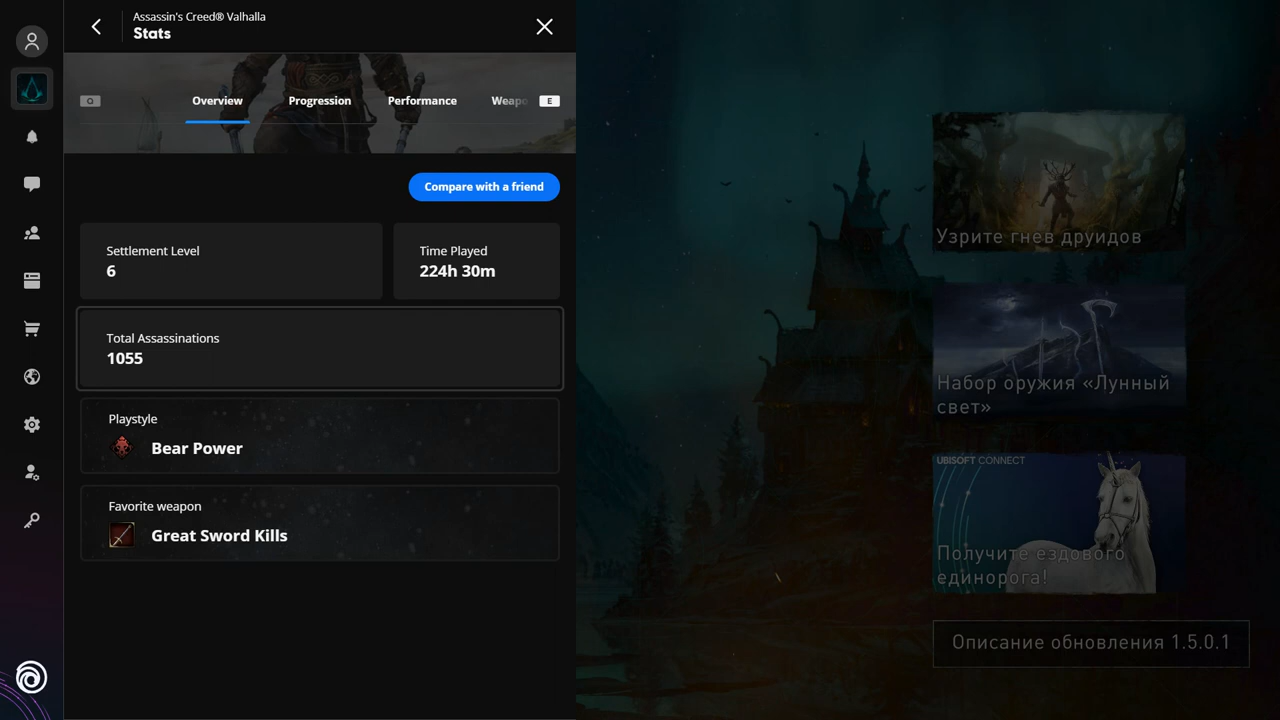 Assassin's Creed® Valhalla
Stats
Q
Overview
Progression
Performance
Weapo
E
Compare with a friend
Settlement Level
6
Time Played
224h 30m
Total Assassinations
1055
Playstyle
Bear Power
Favorite weapon
Great Sword Kills
Узрите гнев друидов
Набор оружия «Лунный
свет»
UBISOFT CONNECT
Получите ездового
единорога!
Описание обновления 1.5.0.1